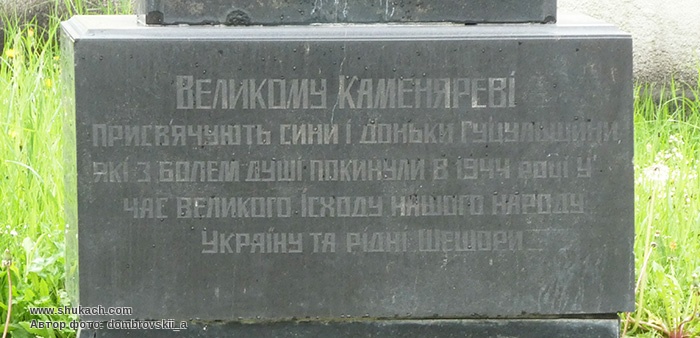 Великому Каменяреві
присвячують сини і доньки Гуцульщини
які з болем душі покинули в 1944 році у
час великого ісходу нашого народу
Україну та рідні Шешори
www.shukach.com
Автор фото: dombrovskii_a